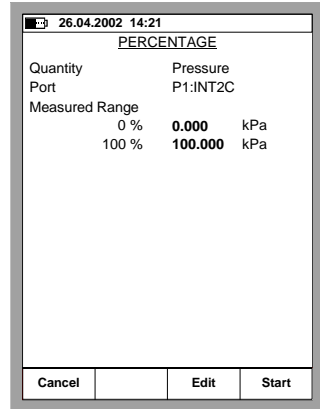 26.04.2002 14:21
PERCENTAGE
Quantity Pressure
Port P1:INT2C
Measured Range
0 % 0.000 kPa
100 % 100.000 kPa
Cancel Edit Start